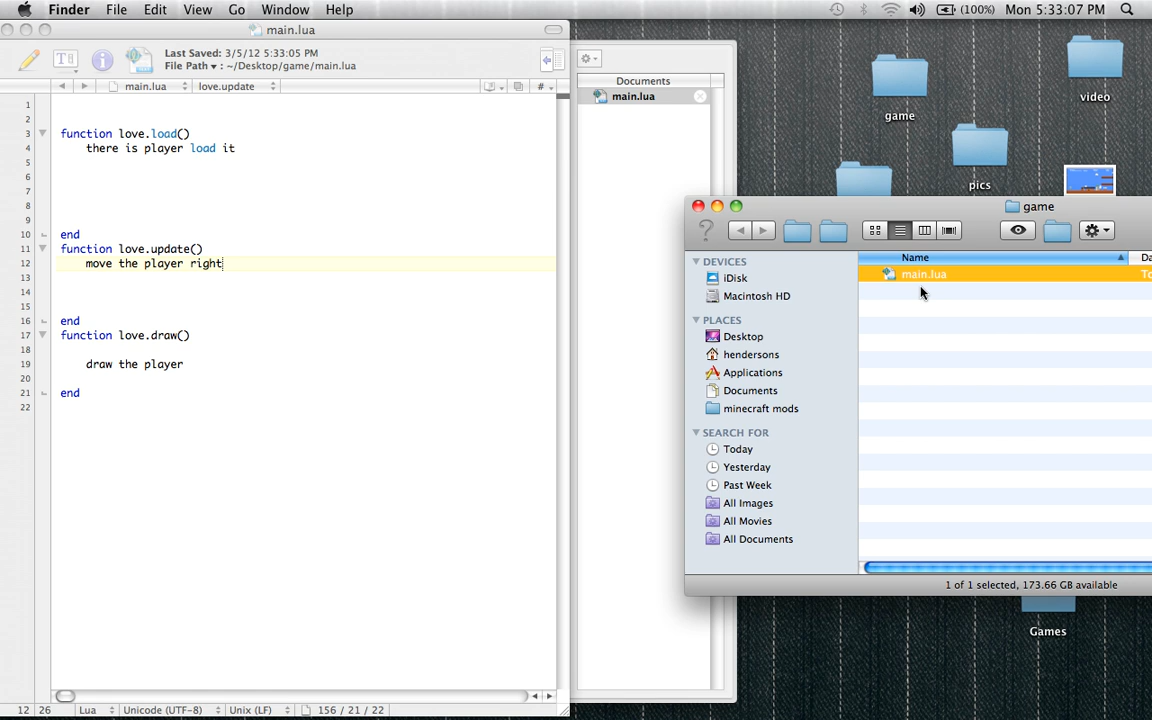 Finder File Edit View Go Window Help
(100%) Mon 5:33:07 PM
main.lua
Last Saved: 3/5/12 5:33:05 PM
File Path ▾ : ~/Desktop/game/main.lua
main.lua love.update #
1
2
3 function love.load()
4 there is player load it
5
6
7
8
9
10 end
11 function love.update()
12 move the player right
13
14
15
16 end
17 function love.draw()
18
19 draw the player
20
21 end
22
12 26 Lua Unicode (UTF-8) Unix (LF) 156 / 21 / 22
Documents
main.lua
video
game
pics
game
Name Da
main.lua To
DEVICES
iDisk
Macintosh HD
PLACES
Desktop
hendersons
Applications
Documents
minecraft mods
SEARCH FOR
Today
Yesterday
Past Week
All Images
All Movies
All Documents
1 of 1 selected, 173.66 GB available
Games